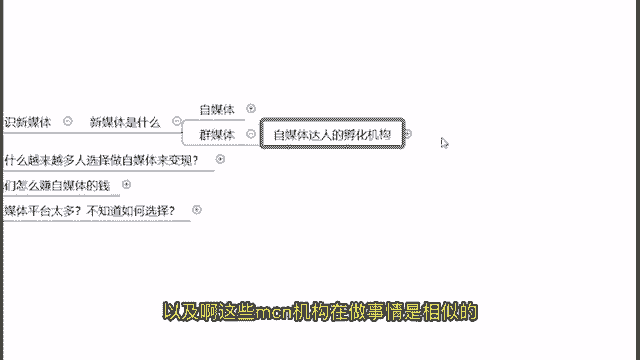 自媒体
识新媒体 新媒体是什么
群媒体 自媒体达人的孵化机构
什么越来越多人选择做自媒体来变现？
们怎么赚自媒体的钱
媒体平台太多？不知道如何选择？
以及啊这些mcn机构在做事情是相似的